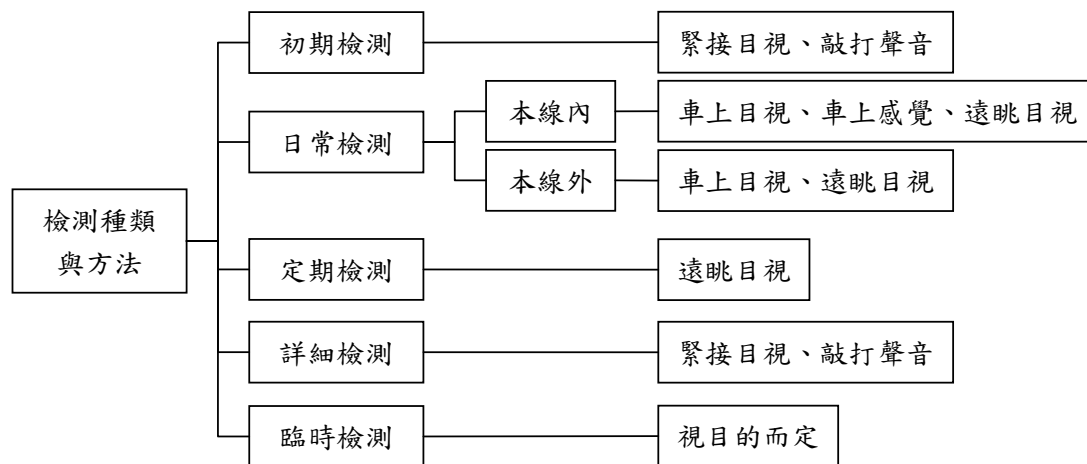 檢測種類
與方法
初期檢測
緊接目視、敲打聲音
日常檢測
本線內
車上目視、車上感覺、遠眺目視
本線外
車上目視、遠眺目視
定期檢測
遠眺目視
詳細檢測
緊接目視、敲打聲音
臨時檢測
視目的而定